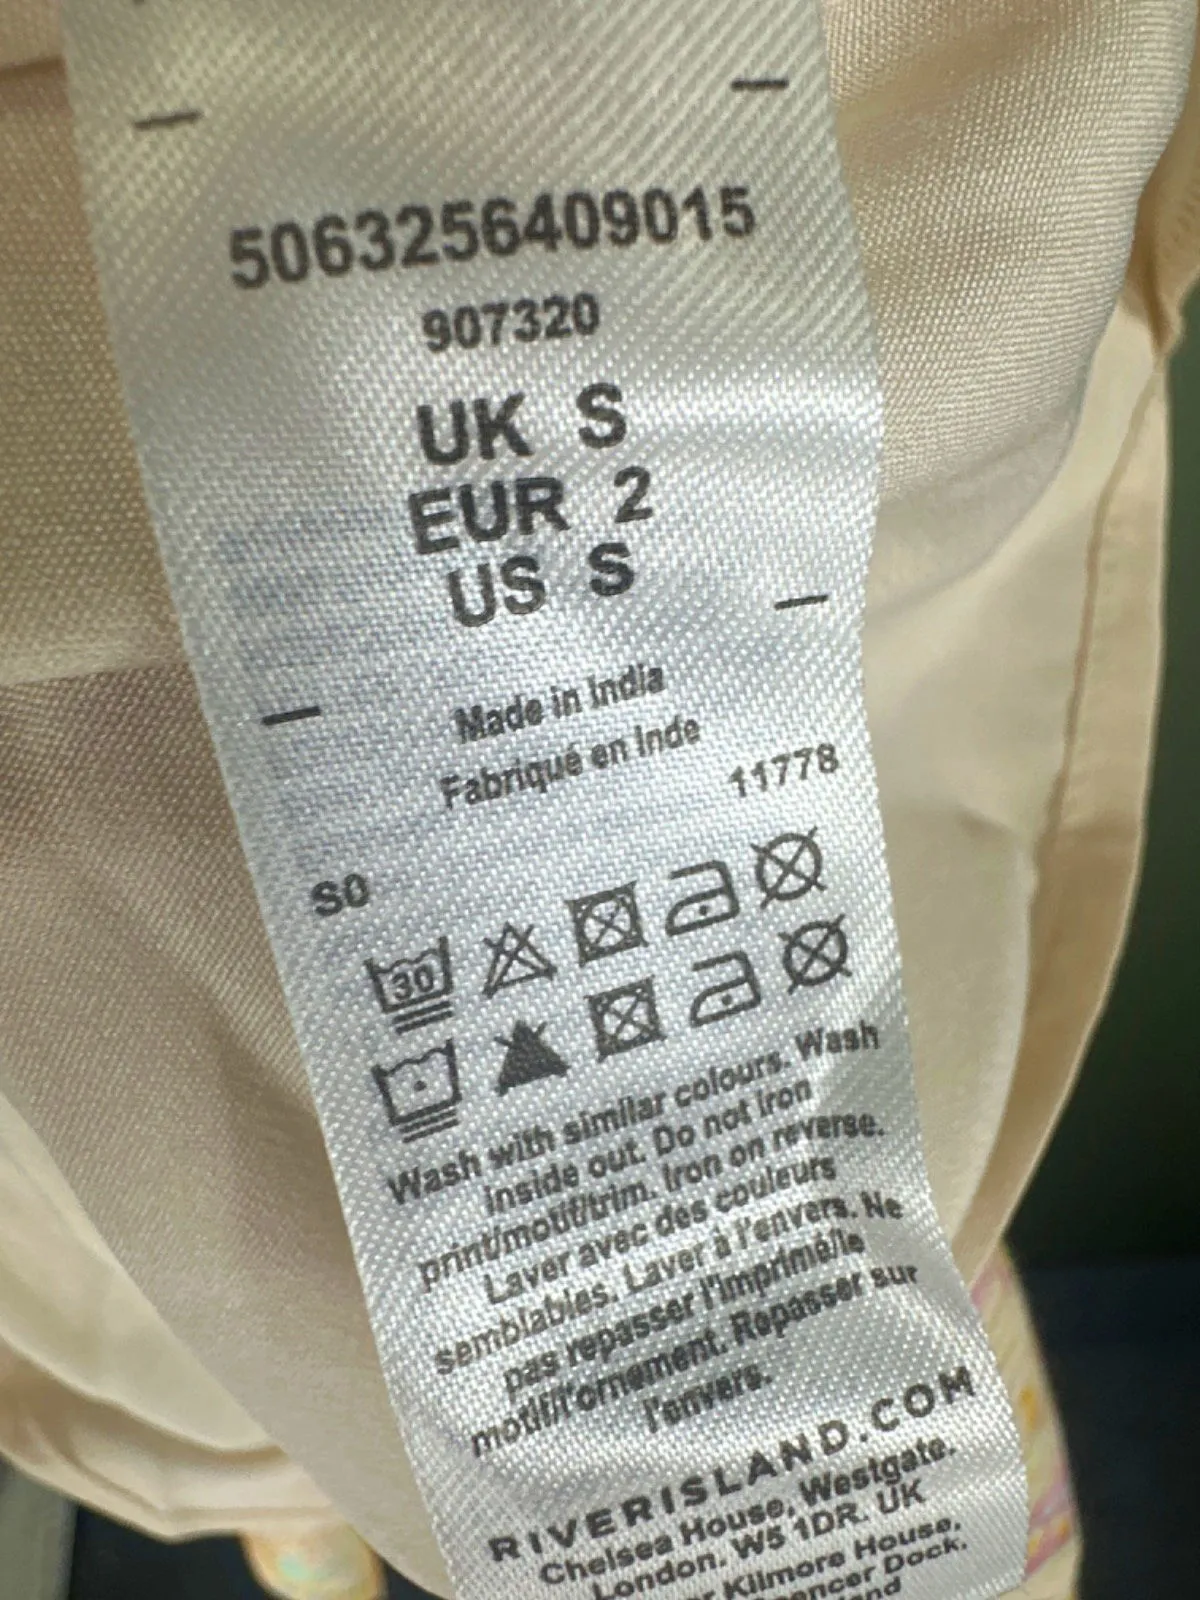 5063256409015
907320
UK S
EUR 2
US S
Made in India
Fabriqué en Inde
11778
S0
30
Wash with similar colours. Wash
inside out. Do not iron
print/motif/trim. Iron on reverse.
Laver avec des couleurs
semblables. Laver à l'envers. Ne
pas repasser l'imprimé/le
motif/l'ornement. Repasser sur
l'envers.
RIVERISLAND.COM
Chelsea House, Westgate.
London. W5 1DR. UK
Kilmore House.
Dock.